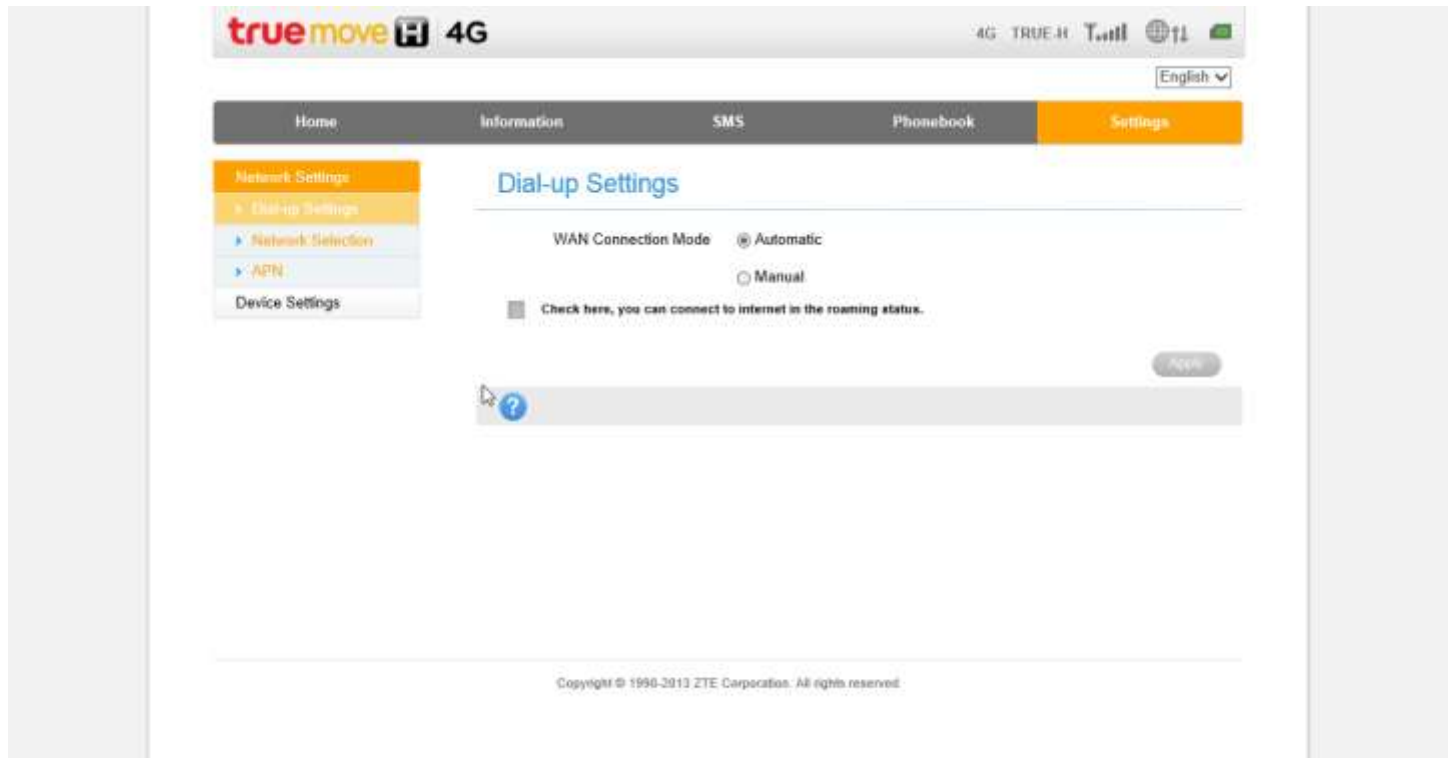 truemove H 4G
4G TRUE-H
English
Home Information SMS Phonebook Settings
Network Settings
Dial-up Settings
Network Selection
APN
Device Settings
Dial-up Settings
WAN Connection Mode Automatic
Manual
Check here, you can connect to internet in the roaming status.
Apply
?
Copyright © 1998-2013 ZTE Corporation. All rights reserved